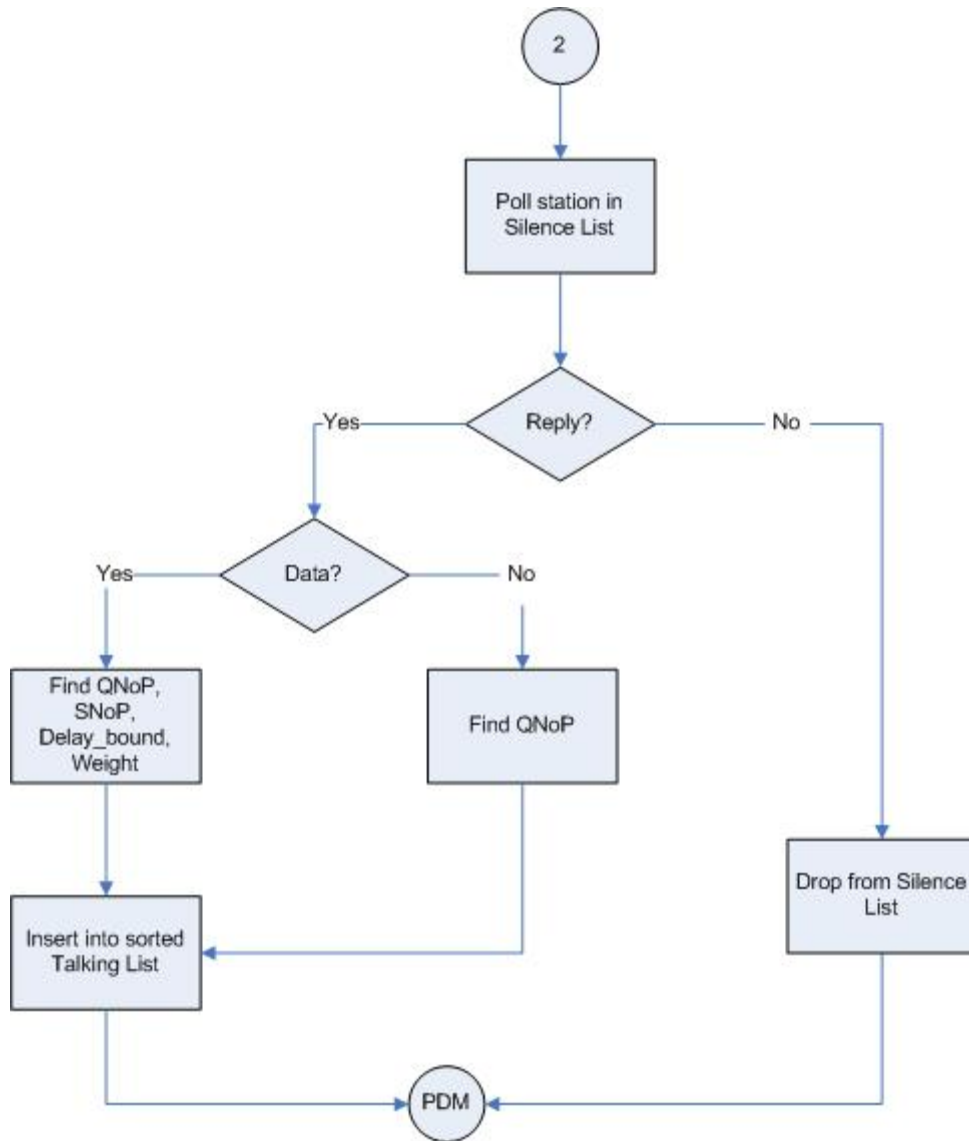 2
Poll station in
Silence List
Reply?
Yes
No
Data?
Yes
No
Find QNoP,
SNoP,
Delay_bound,
Weight
Find QNoP
Drop from Silence
List
Insert into sorted
Talking List
PDM